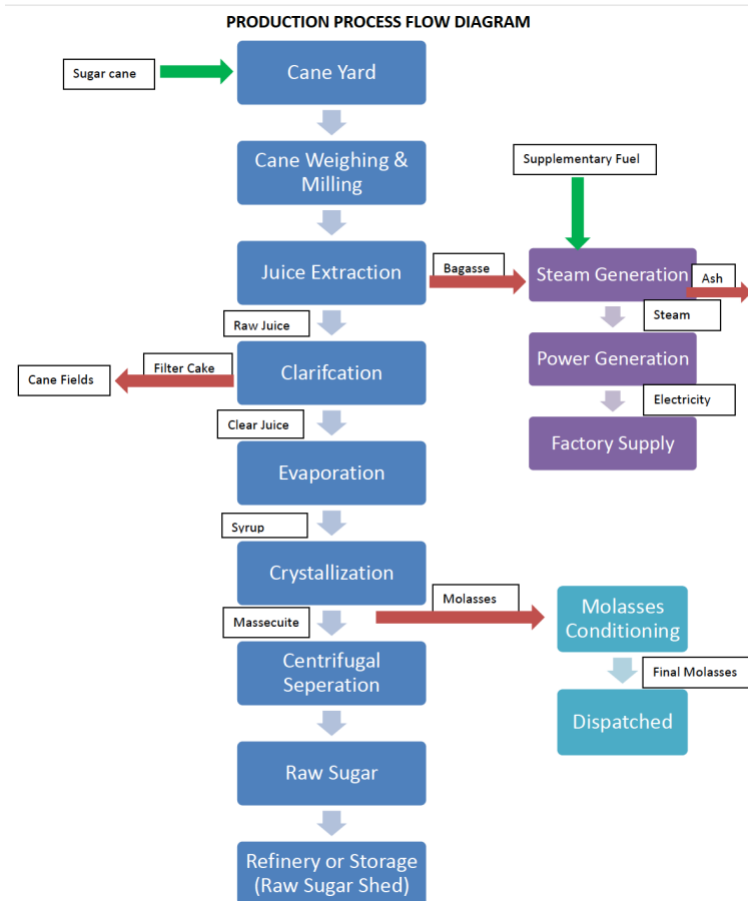 PRODUCTION PROCESS FLOW DIAGRAM
Sugar cane
Cane Yard
Cane Weighing &
Milling
Supplementary Fuel
Juice Extraction
Bagasse
Steam Generation
Ash
Raw Juice
Steam
Cane Fields
Filter Cake
Clarifcation
Power Generation
Clear Juice
Electricity
Evaporation
Factory Supply
Syrup
Crystallization
Molasses
Molasses
Conditioning
Massecuite
Centrifugal
Seperation
Final Molasses
Dispatched
Raw Sugar
Refinery or Storage
(Raw Sugar Shed)